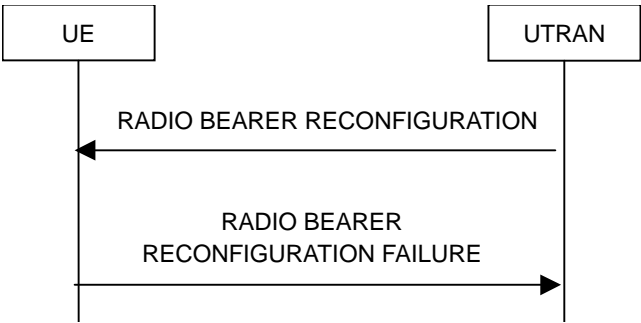 UE
UTRAN
RADIO BEARER RECONFIGURATION
RADIO BEARER
RECONFIGURATION FAILURE